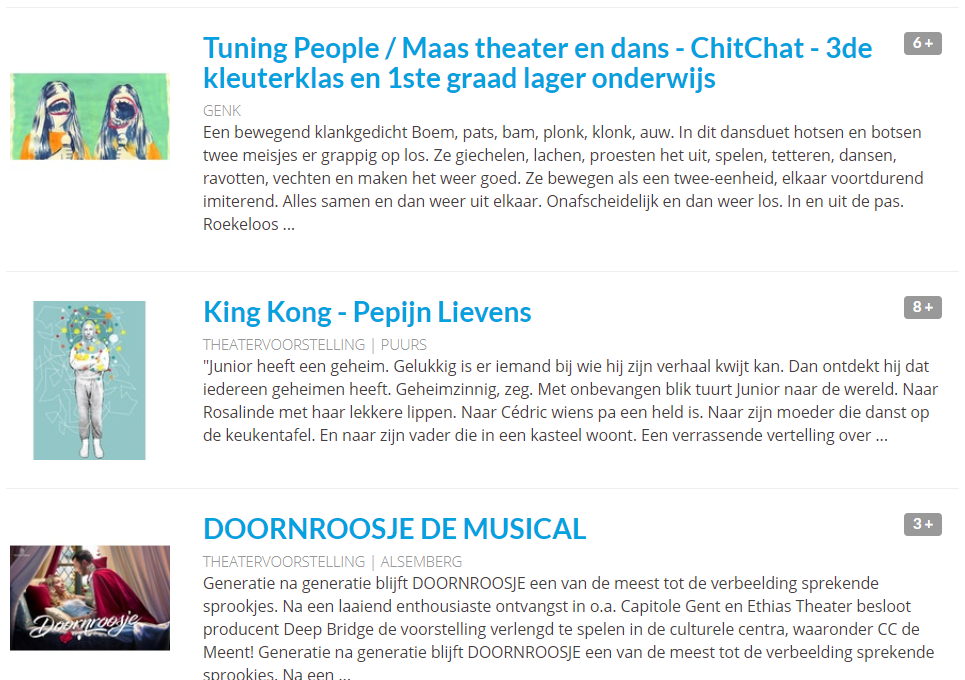 Tuning People / Maas theater en dans - ChitChat - 3de
kleuterklas en 1ste graad lager onderwijs
6 +
GENK
Een bewegend klankgedicht Boem, pats, bam, plonk, klonk, auw. In dit dansduet hotsen en botsen
twee meisjes er grappig op los. Ze giechelen, lachen, proesten het uit, spelen, tetteren, dansen,
ravotten, vechten en maken het weer goed. Ze bewegen als een twee-eenheid, elkaar voortdurend
imiterend. Alles samen en dan weer uit elkaar. Onafscheidelijk en dan weer los. In en uit de pas.
Roekeloos ...
King Kong - Pepijn Lievens
8 +
THEATERVOORSTELLING | PUURS
"Junior heeft een geheim. Gelukkig is er iemand bij wie hij zijn verhaal kwijt kan. Dan ontdekt hij dat
iedereen geheimen heeft. Geheimzinnig, zeg. Met onbevangen blik tuurt Junior naar de wereld. Naar
Rosalinde met haar lekkere lippen. Naar Cédric wiens pa een held is. Naar zijn moeder die danst op
de keukentafel. En naar zijn vader die in een kasteel woont. Een verrassende vertelling over ...
DOORNROOSJE DE MUSICAL
3 +
THEATERVOORSTELLING | ALSEMBERG
Doornroosje
Generatie na generatie blijft DOORNROOSJE een van de meest tot de verbeelding sprekende
sprookjes. Na een laaiend enthousiaste ontvangst in o.a. Capitole Gent en Ethias Theater besloot
producent Deep Bridge de voorstelling verlengd te spelen in de culturele centra, waaronder CC de
Meent! Generatie na generatie blijft DOORNROOSJE een van de meest tot de verbeelding sprekende
sprookjes. Na een ...